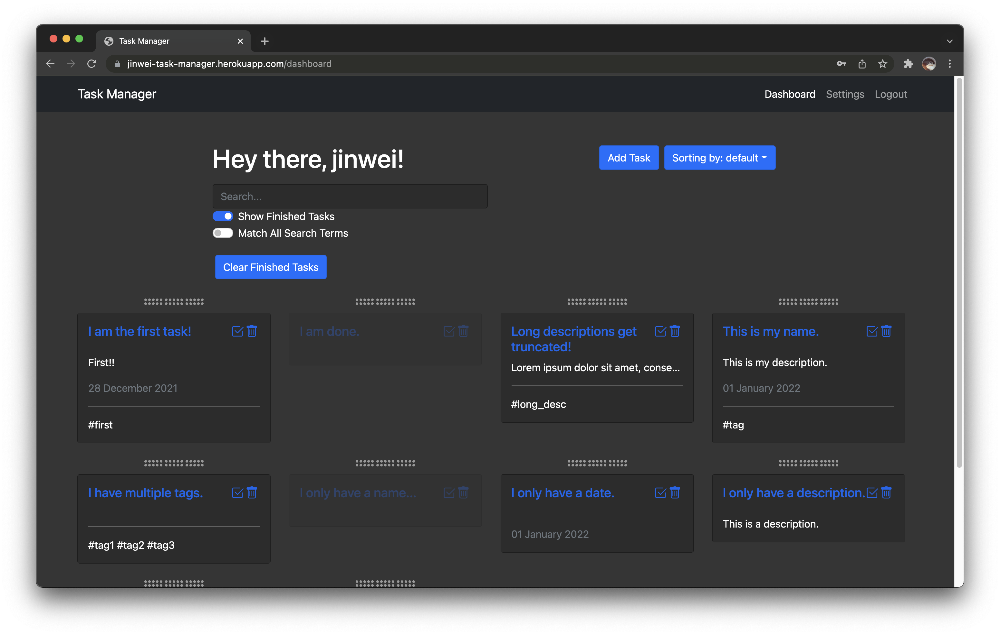 Task Manager
jinwei-task-manager.herokuapp.com/dashboard
Task Manager
Dashboard
Settings
Logout
Hey there, jinwei!
Add Task
Sorting by: default
Search...
Show Finished Tasks
Match All Search Terms
Clear Finished Tasks
I am the first task!
First!!
28 December 2021
#first
I am done.
Long descriptions get
truncated!
Lorem ipsum dolor sit amet, conse...
#long_desc
This is my name.
This is my description.
01 January 2022
#tag
I have multiple tags.
#tag1 #tag2 #tag3
I only have a name...
I only have a date.
01 January 2022
I only have a description.
This is a description.